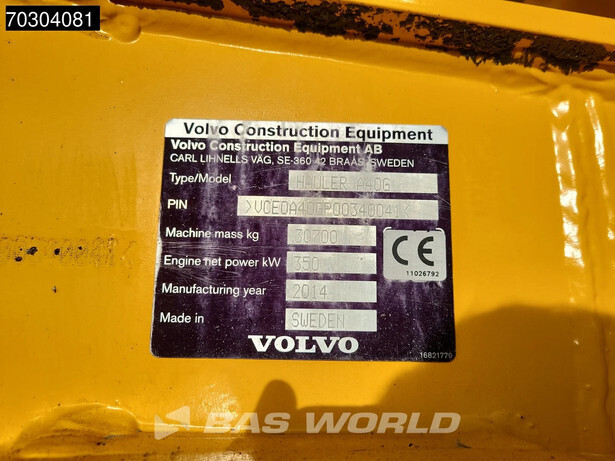 70304081
Volvo Construction Equipment
Volvo Construction Equipment AB
CARL LIHNELLS VÄG, SE-360 42 BRAAS SWEDEN
Type/Model HAULER A40G
PIN
Machine mass kg 30700
Engine net power kW 350
CE
11026792
Manufacturing year 2014
Made in SWEDEN
VOLVO
16821770
BAS WORLD